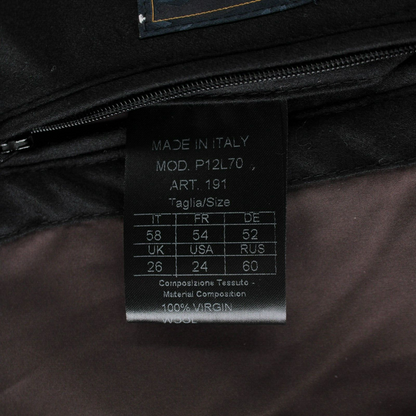 MADE IN ITALY
MOD. P12L70
ART. 191
Taglia/Size
IT FR DE
58 54 52
UK USA RUS
26 24 60
Composizione Tessuto -
Material Composition
100% VIRGIN
WOOL